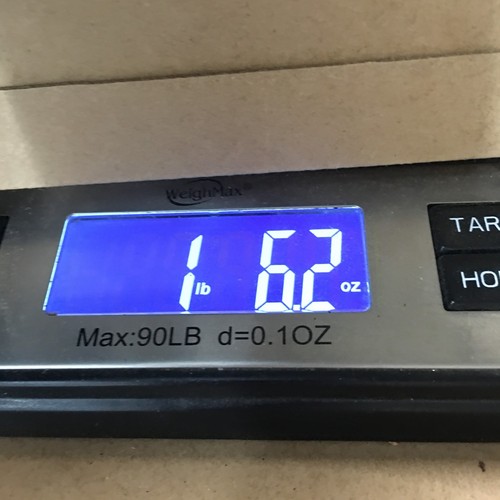 WeighMax
1 lb 6.2 oz
Max:90LB d=0.1OZ
TAR
HO